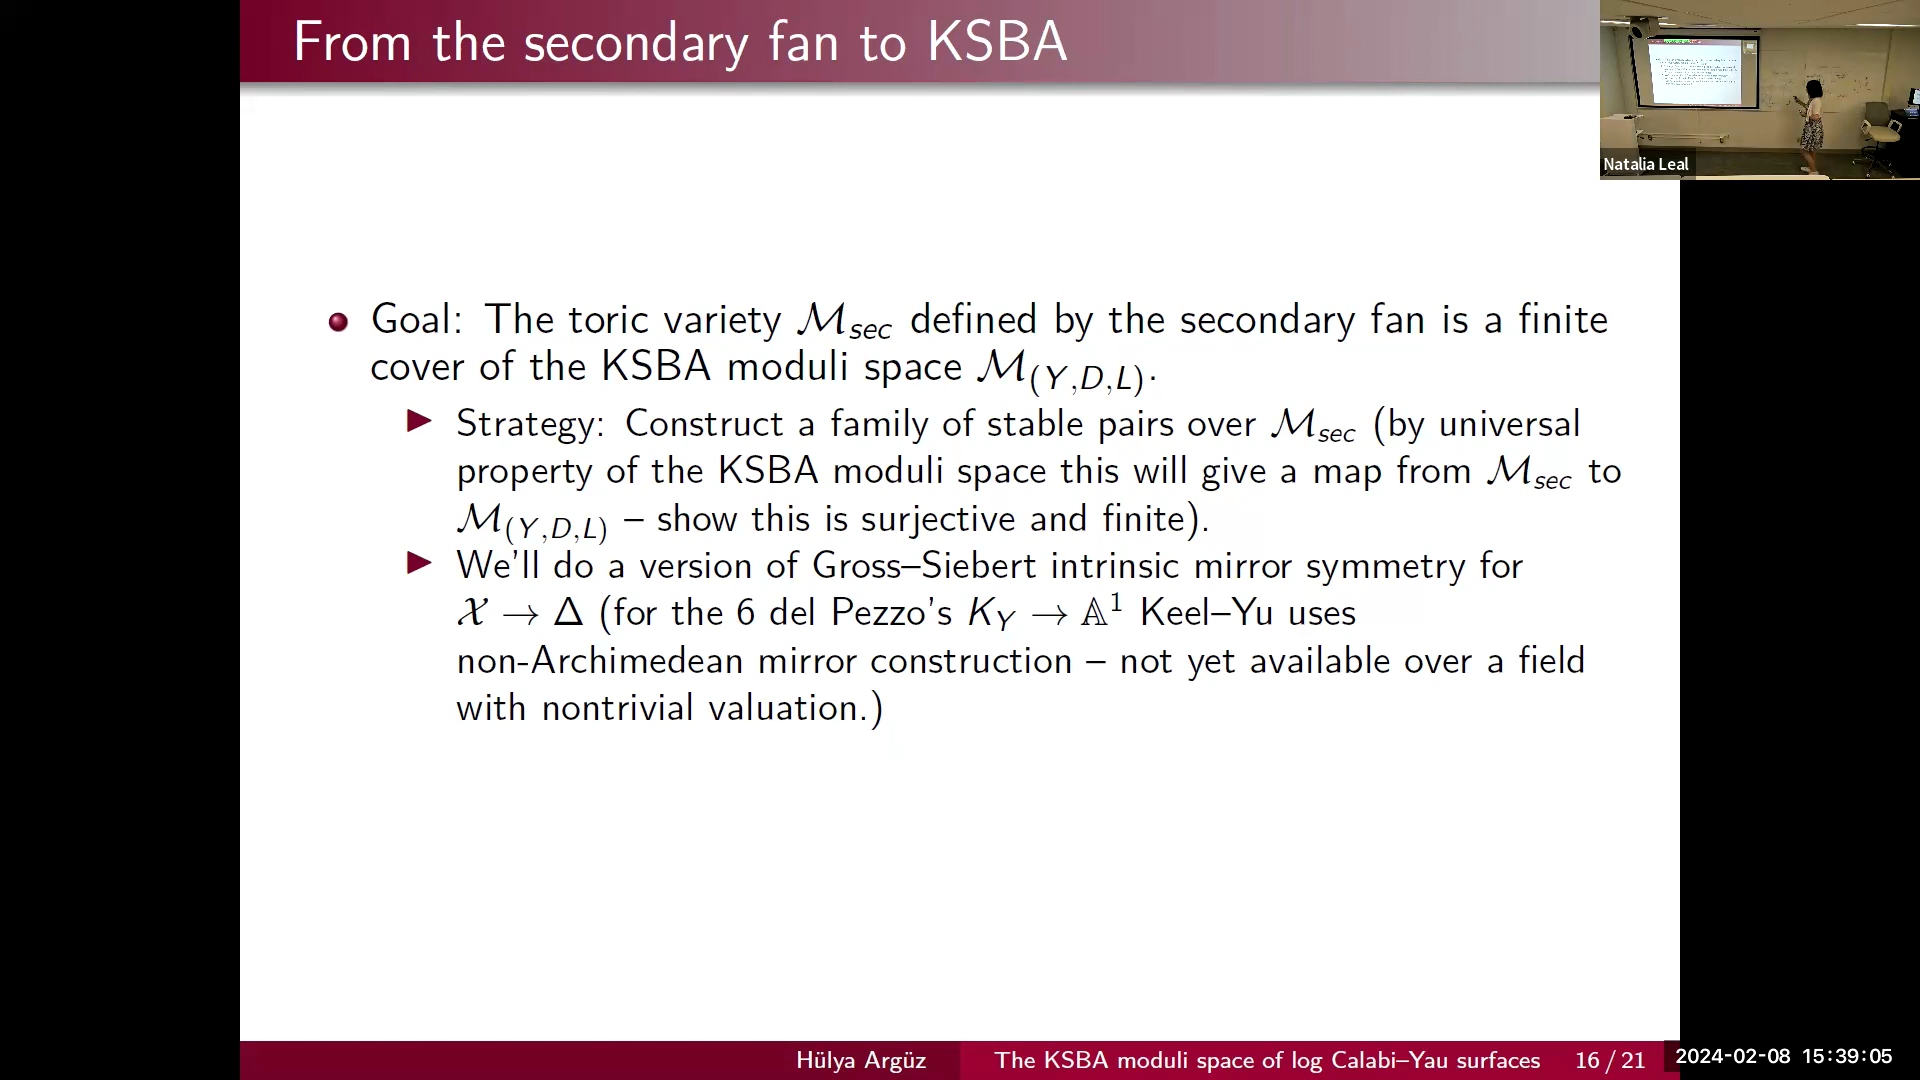 From the secondary fan to KSBA
Natalia Leal
Goal: The toric variety ℳ_sec defined by the secondary fan is a finite
cover of the KSBA moduli space ℳ_(Y,D,L).
Strategy: Construct a family of stable pairs over ℳ_sec (by universal
property of the KSBA moduli space this will give a map from ℳ_sec to
ℳ_(Y,D,L) – show this is surjective and finite).
We'll do a version of Gross–Siebert intrinsic mirror symmetry for
𝒳 → Δ (for the 6 del Pezzo's K_Y → 𝔸¹ Keel–Yu uses
non-Archimedean mirror construction – not yet available over a field
with nontrivial valuation.)
Hülya Argüz The KSBA moduli space of log Calabi–Yau surfaces 16 / 21
2024-02-08 15:39:05